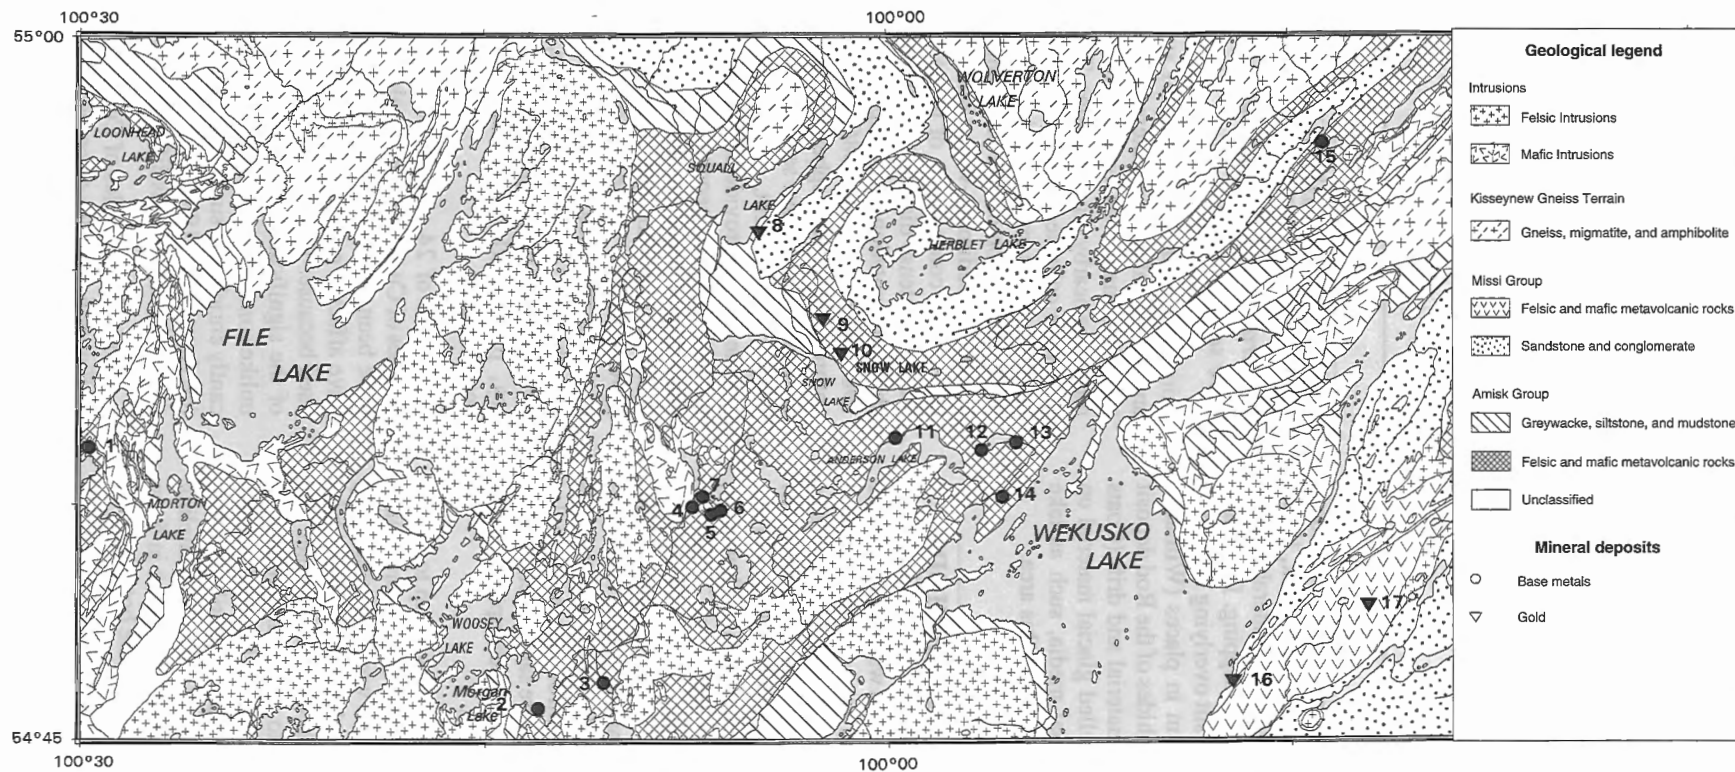 100°30
100°00
55°00
WOLVERTON
LAKE
LOONHEAD
LAKE
SQUALL
LAKE
15
8
HERBLET LAKE
FILE
LAKE
9
10
SNOW LAKE
SNOW
LAKE
1
11
12
13
ANDERSON LAKE
7
4
6
5
14
MORTON
LAKE
WEKUSKO
LAKE
17
WOOSEY
LAKE
3
16
Morgan
Lake
2
54°45
100°30
100°00
Geological legend
Intrusions
Felsic Intrusions
Mafic Intrusions
Kisseynew Gneiss Terrain
Gneiss, migmatite, and amphibolite
Missi Group
Felsic and mafic metavolcanic rocks
Sandstone and conglomerate
Amisk Group
Greywacke, siltstone, and mudstone
Felsic and mafic metavolcanic rocks
Unclassified
Mineral deposits
Base metals
Gold